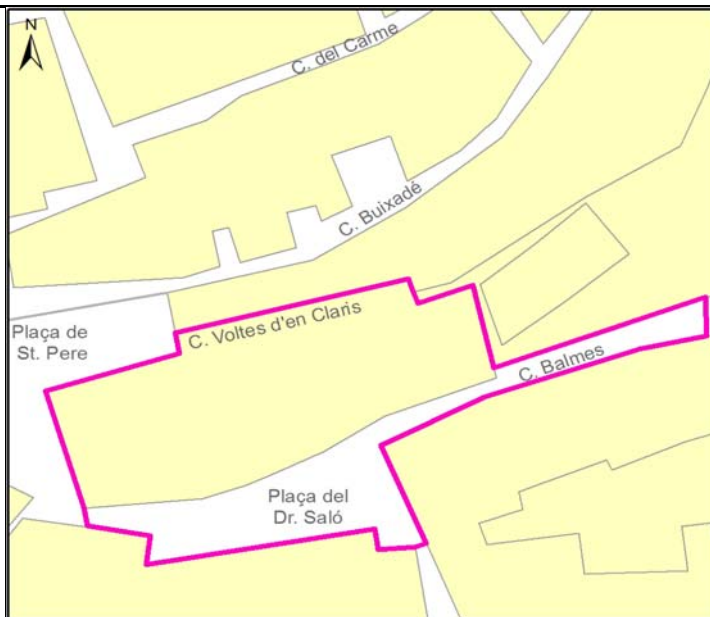 N
C. del Carme
C. Buixadé
C. Voltes d'en Claris
Plaça de
St. Pere
C. Balmes
Plaça del
Dr. Saló